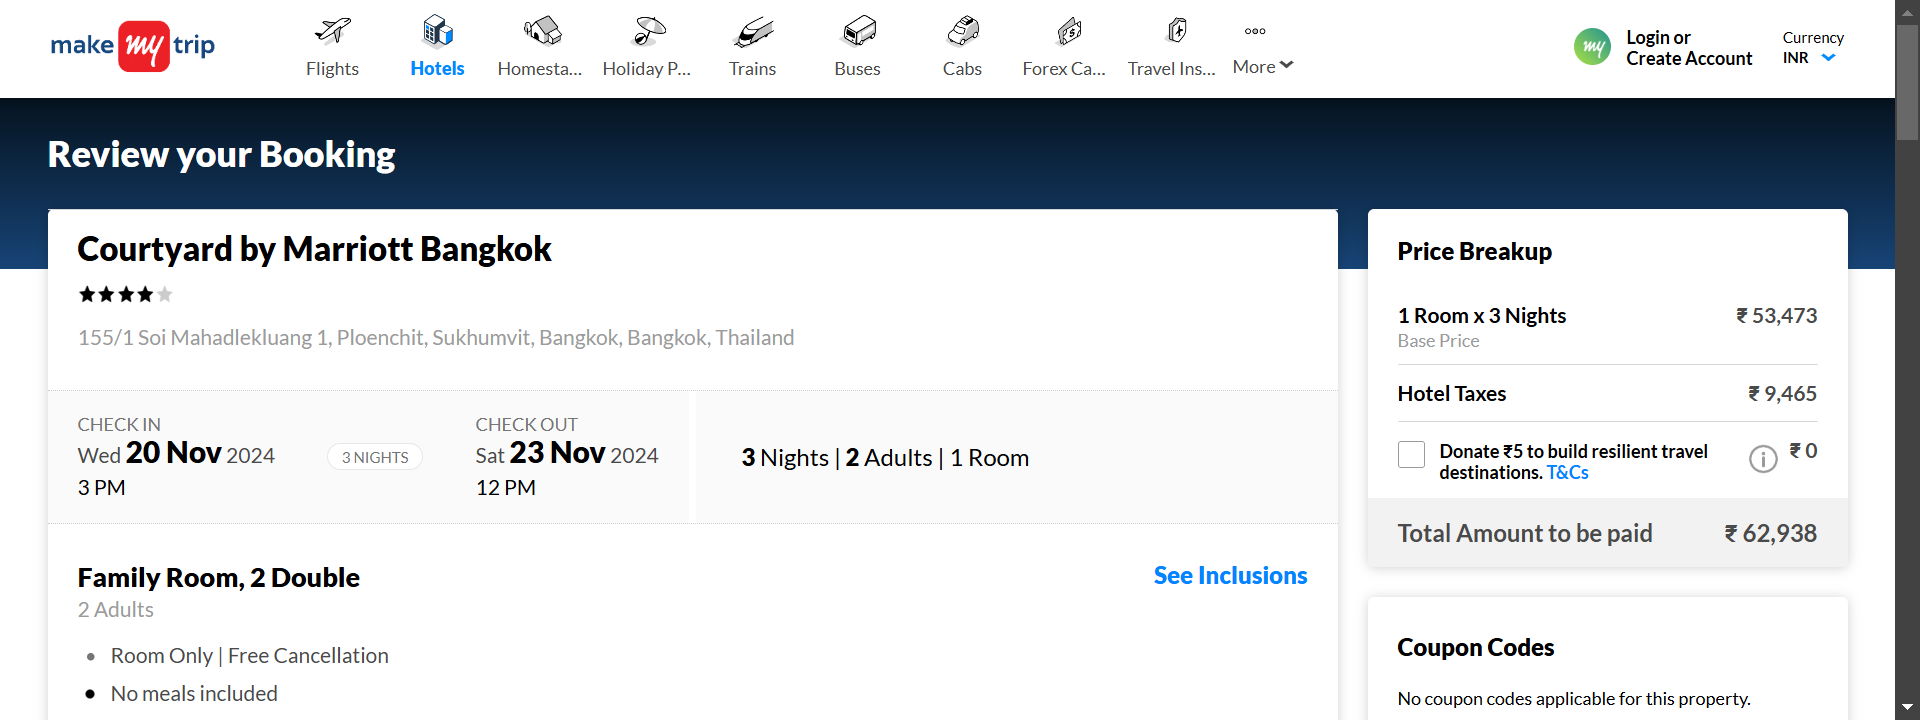 make my trip
Flights
Hotels
Homesta...
Holiday P...
Trains
Buses
Cabs
Forex Ca...
Travel Ins...
More
my
Login or
Create Account
Currency
INR
Review your Booking
Courtyard by Marriott Bangkok
155/1 Soi Mahadlekluang 1, Ploenchit, Sukhumvit, Bangkok, Bangkok, Thailand
CHECK IN
Wed 20 Nov 2024
3 PM
3 NIGHTS
CHECK OUT
Sat 23 Nov 2024
12 PM
3 Nights | 2 Adults | 1 Room
Family Room, 2 Double
See Inclusions
2 Adults
Room Only | Free Cancellation
No meals included
Price Breakup
1 Room x 3 Nights ₹ 53,473
Base Price
Hotel Taxes ₹ 9,465
Donate ₹5 to build resilient travel ₹ 0
destinations. T&Cs
Total Amount to be paid ₹ 62,938
Coupon Codes
No coupon codes applicable for this property.